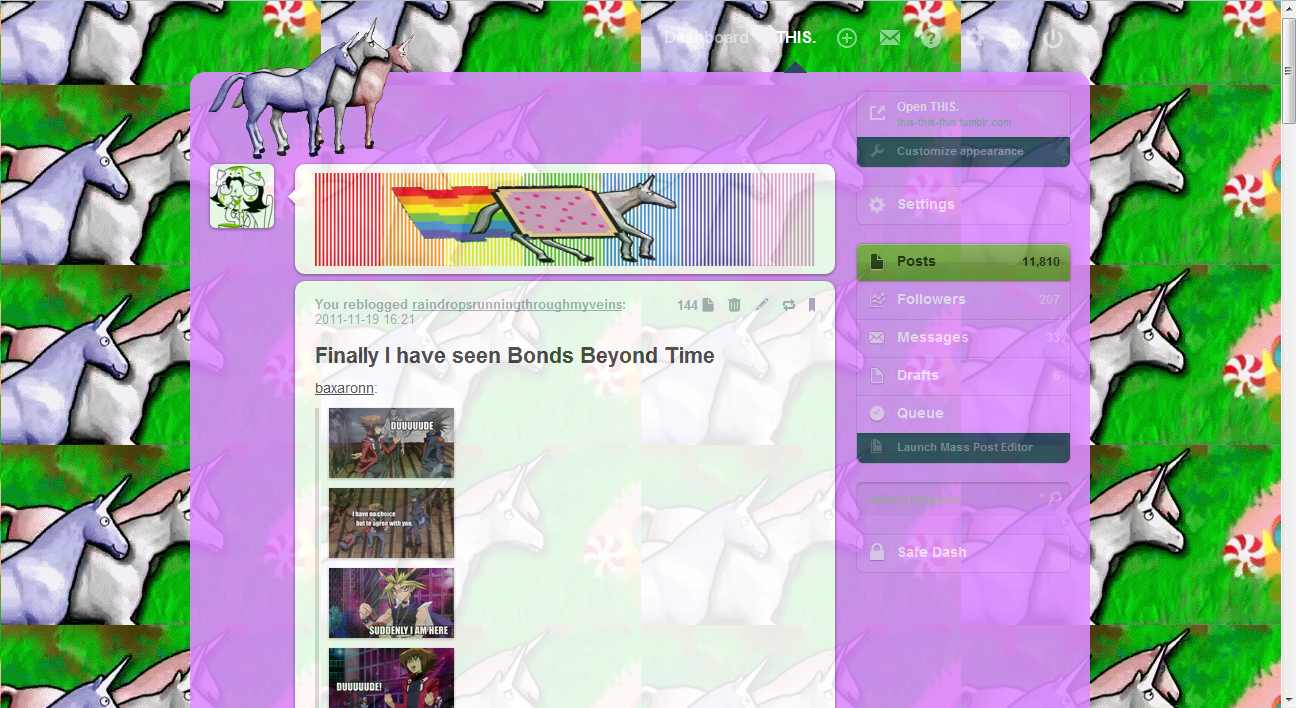 Dashboard
THIS.
Open THIS.
this-this-this.tumblr.com
Customize appearance
Settings
Posts 11,810
Followers 207
Messages 33
Drafts 6
Queue
Launch Mass Post Editor
Safe Dash
You reblogged raindropsrunningthroughmyveins:
144
2011-11-19 16:21
Finally I have seen Bonds Beyond Time
baxaronn:
DUUUUUDE
I have no choice
but to agree with you.
SUDDENLY I AM HERE
DUUUUUDE!